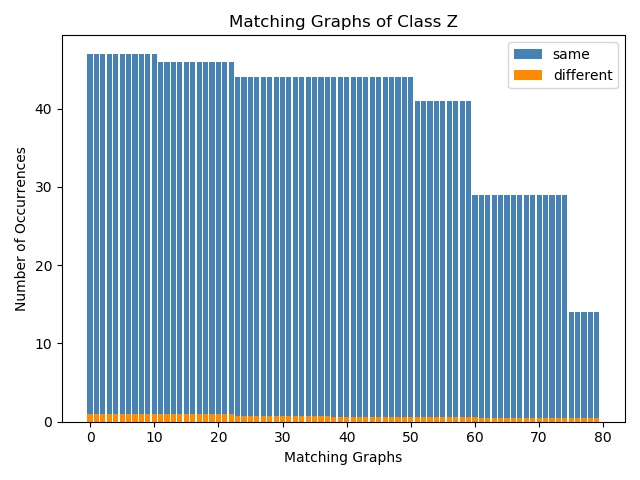 Matching Graphs of Class Z
same
different
Number of Occurrences
40
30
20
10
0
0 10 20 30 40 50 60 70 80
Matching Graphs